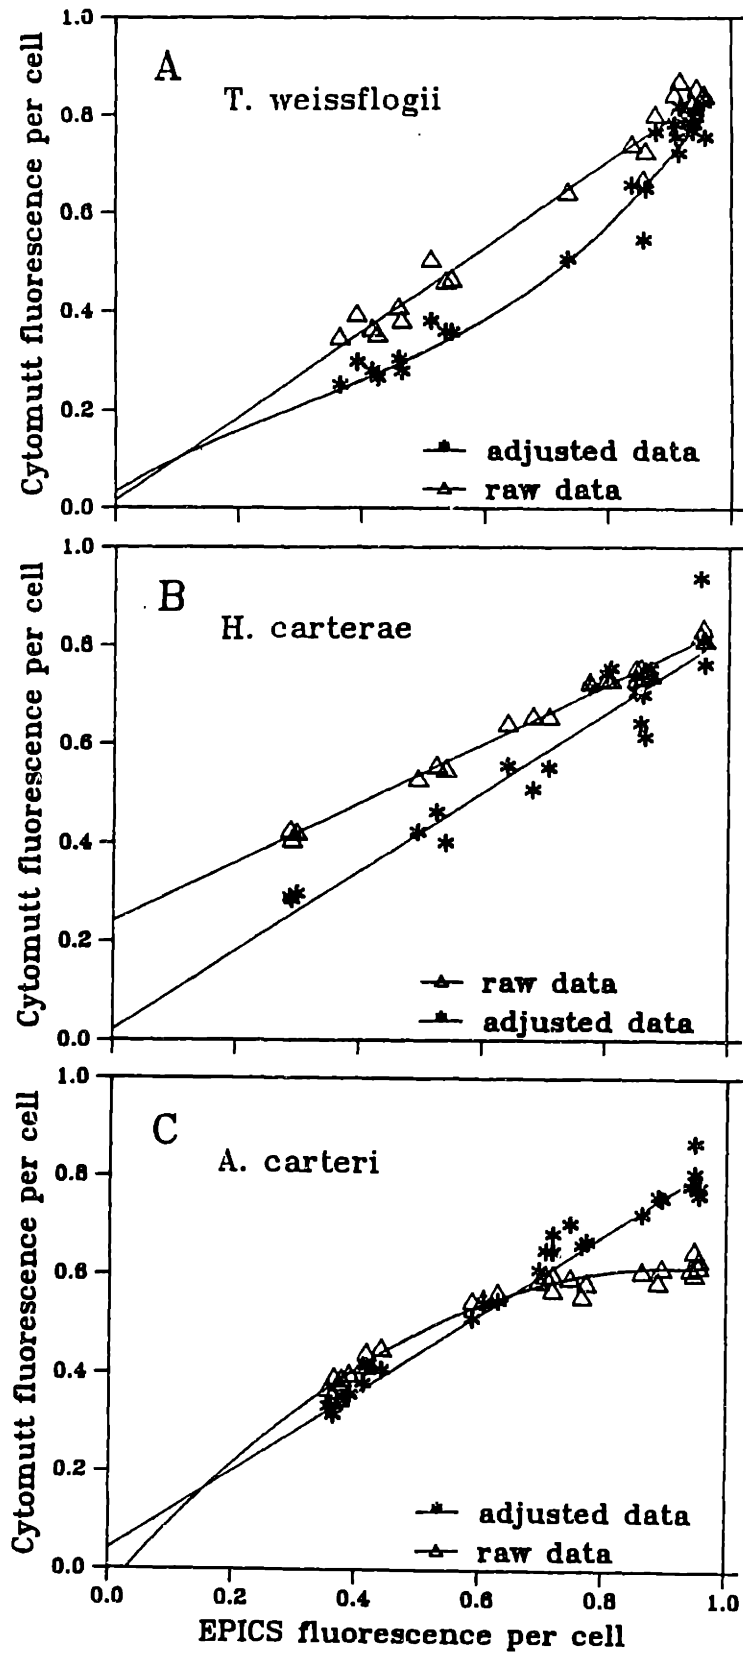 1.0
A
T. weissflogii
0.8
0.6
0.4
0.2
0.0
Cytomutt fluorescence per cell
adjusted data
raw data
1.0
B
H. carterae
0.8
0.6
0.4
0.2
0.0
Cytomutt fluorescence per cell
raw data
adjusted data
1.0
C
A. carteri
0.8
0.6
0.4
0.2
0.0
Cytomutt fluorescence per cell
adjusted data
raw data
0.0 0.2 0.4 0.6 0.8 1.0
EPICS fluorescence per cell